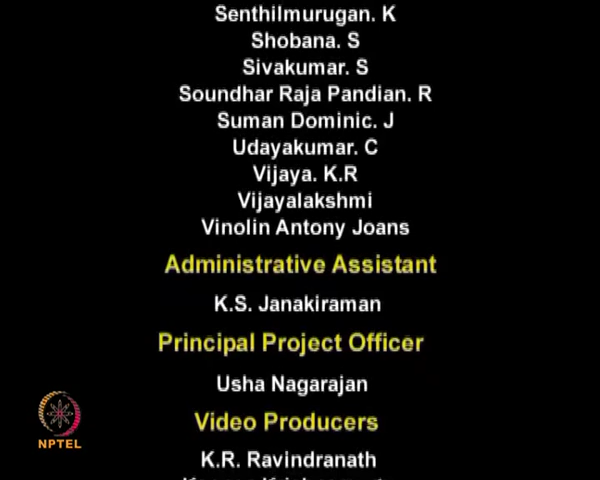 Senthilmurugan. K
Shobana. S
Sivakumar. S
Soundhar Raja Pandian. R
Suman Dominic. J
Udayakumar. C
Vijaya. K.R
Vijayalakshmi
Vinolin Antony Joans
Administrative Assistant
K.S. Janakiraman
Principal Project Officer
Usha Nagarajan
Video Producers
K.R. Ravindranath
NPTEL